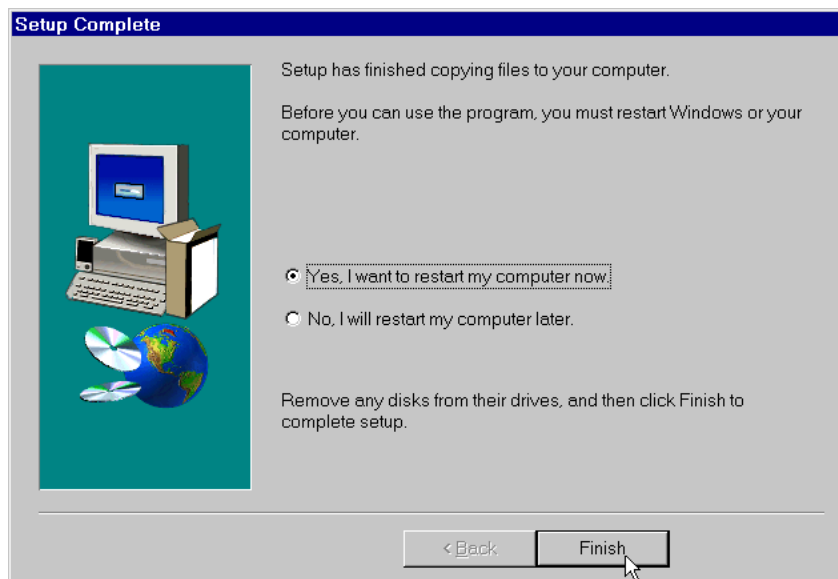 Setup Complete
Setup has finished copying files to your computer.
Before you can use the program, you must restart Windows or your
computer.
Yes, I want to restart my computer now.
No, I will restart my computer later.
Remove any disks from their drives, and then click Finish to
complete setup.
< Back
Finish